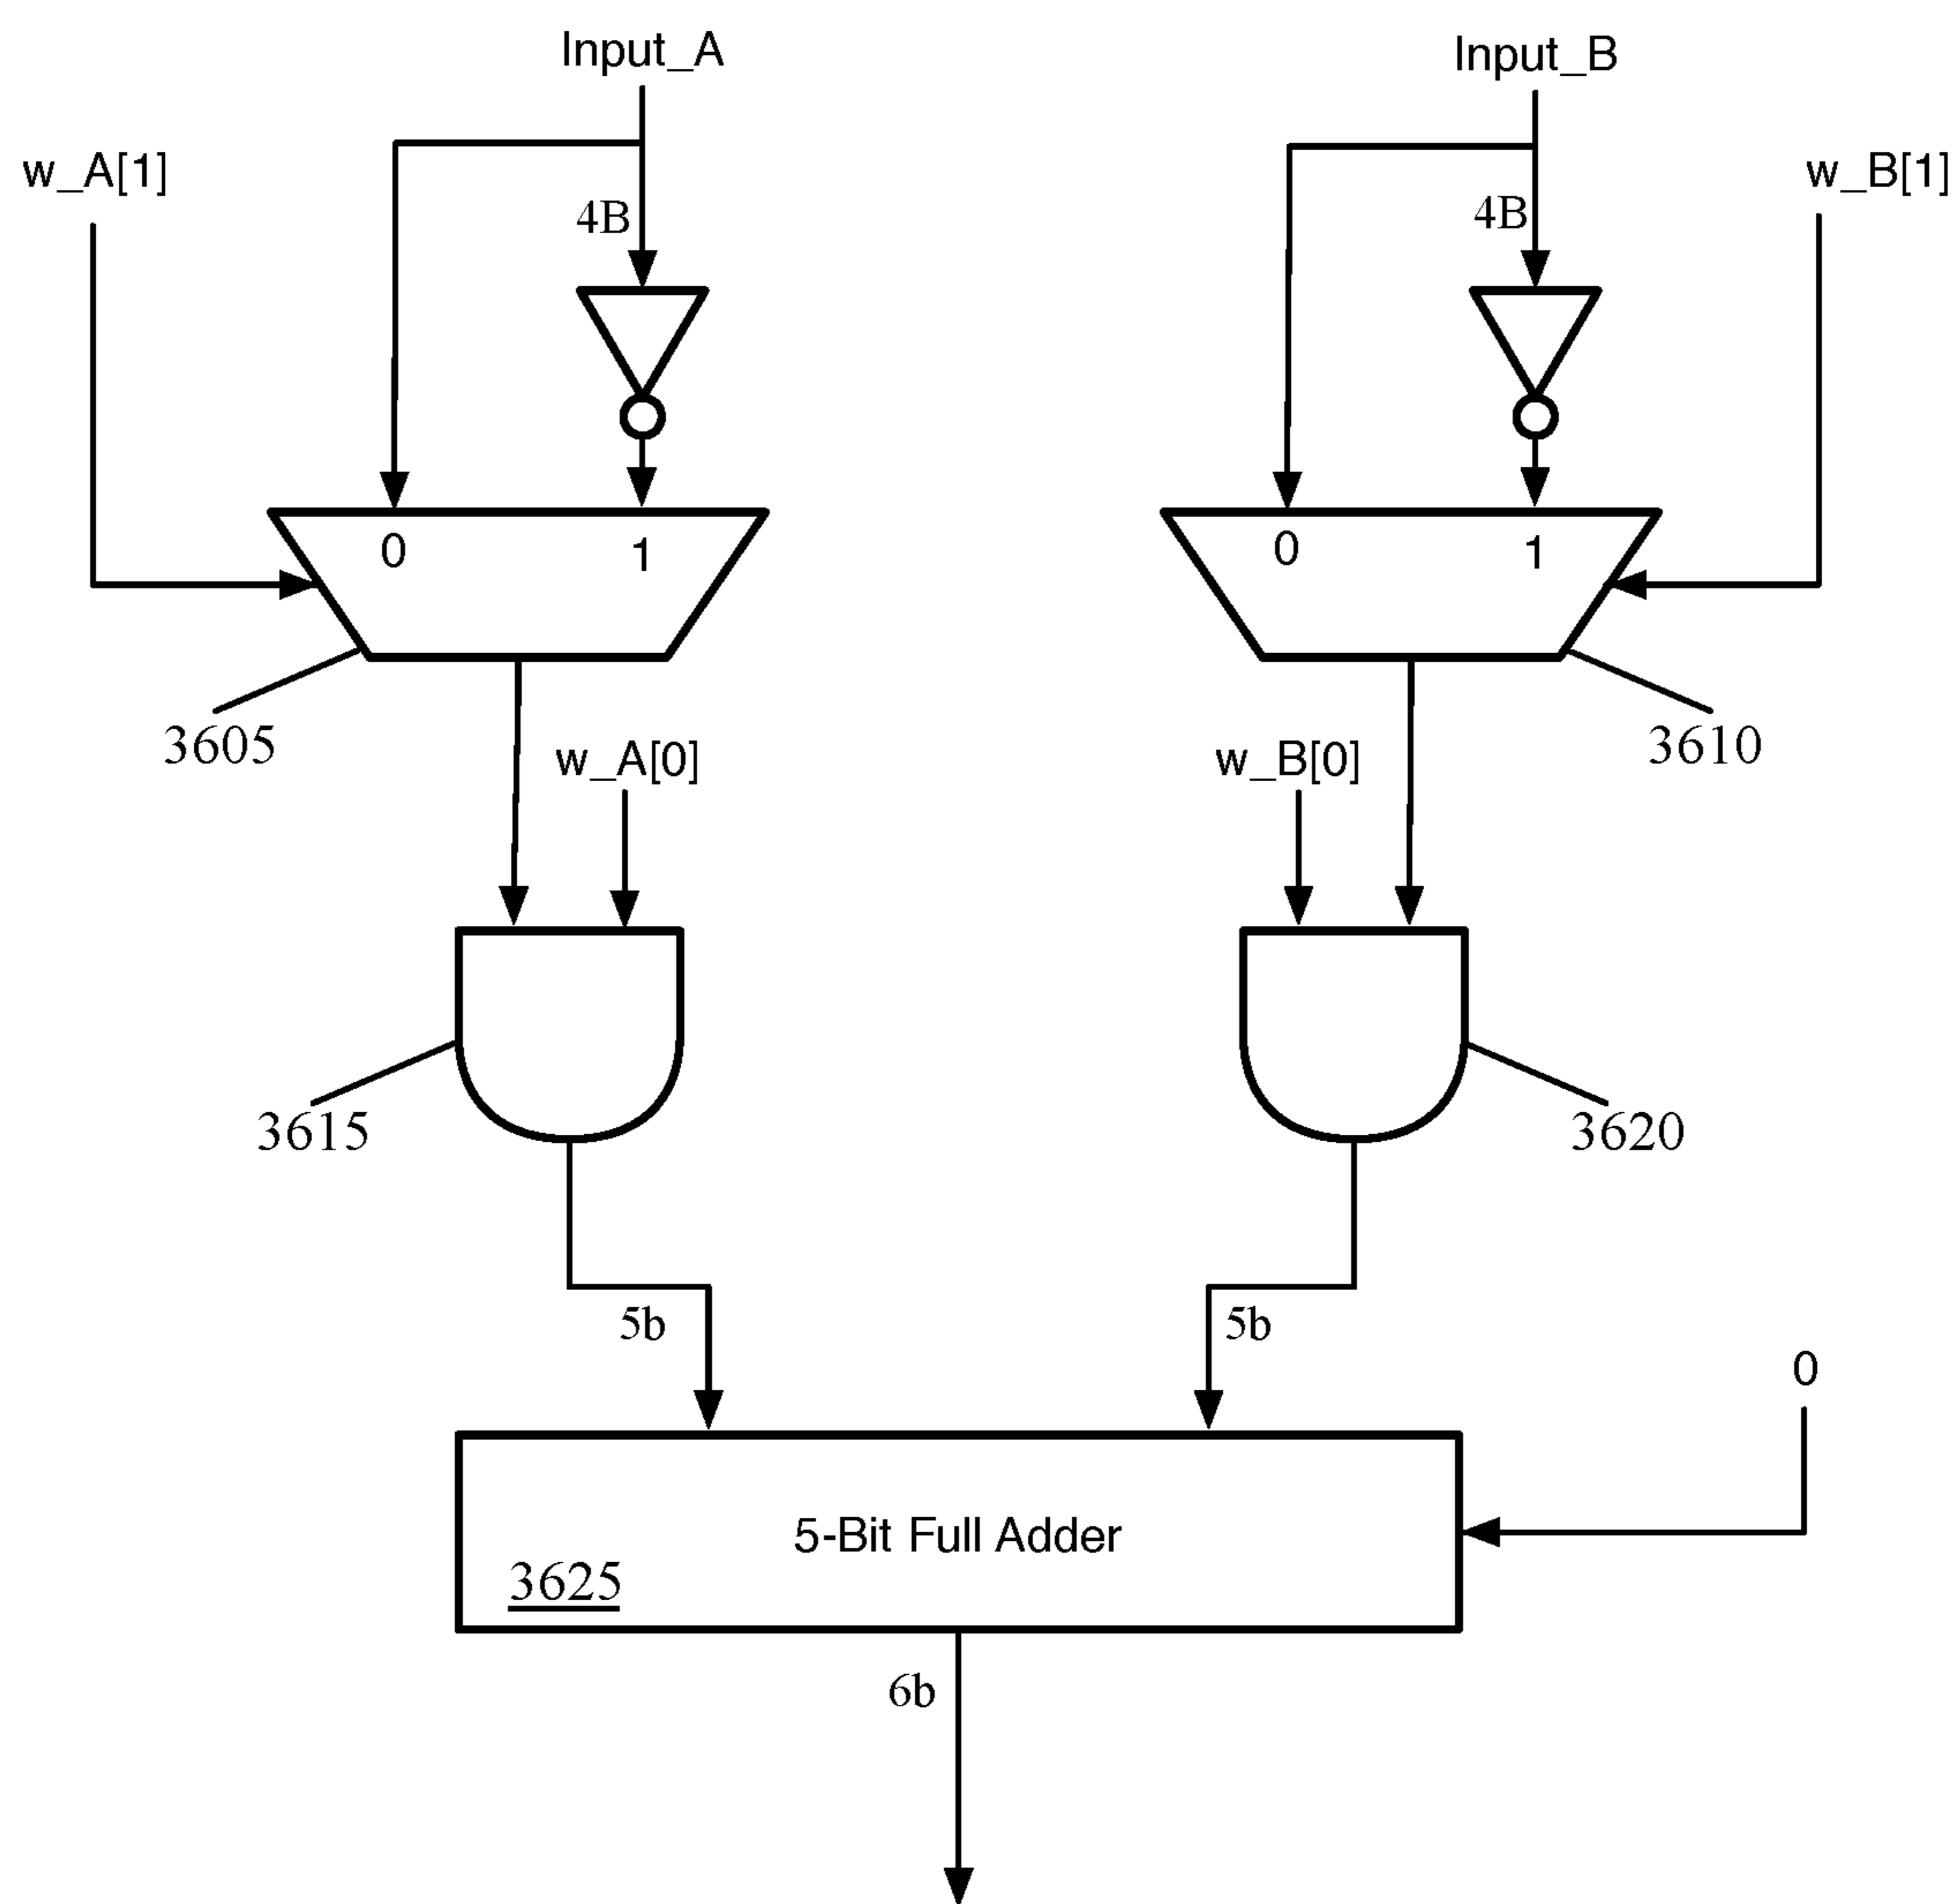 Input_A
Input_B
w_A[1]
w_B[1]
4B
4B
0
1
0
1
3605
3610
w_A[0]
w_B[0]
3615
3620
5b
5b
0
5-Bit Full Adder
3625
6b